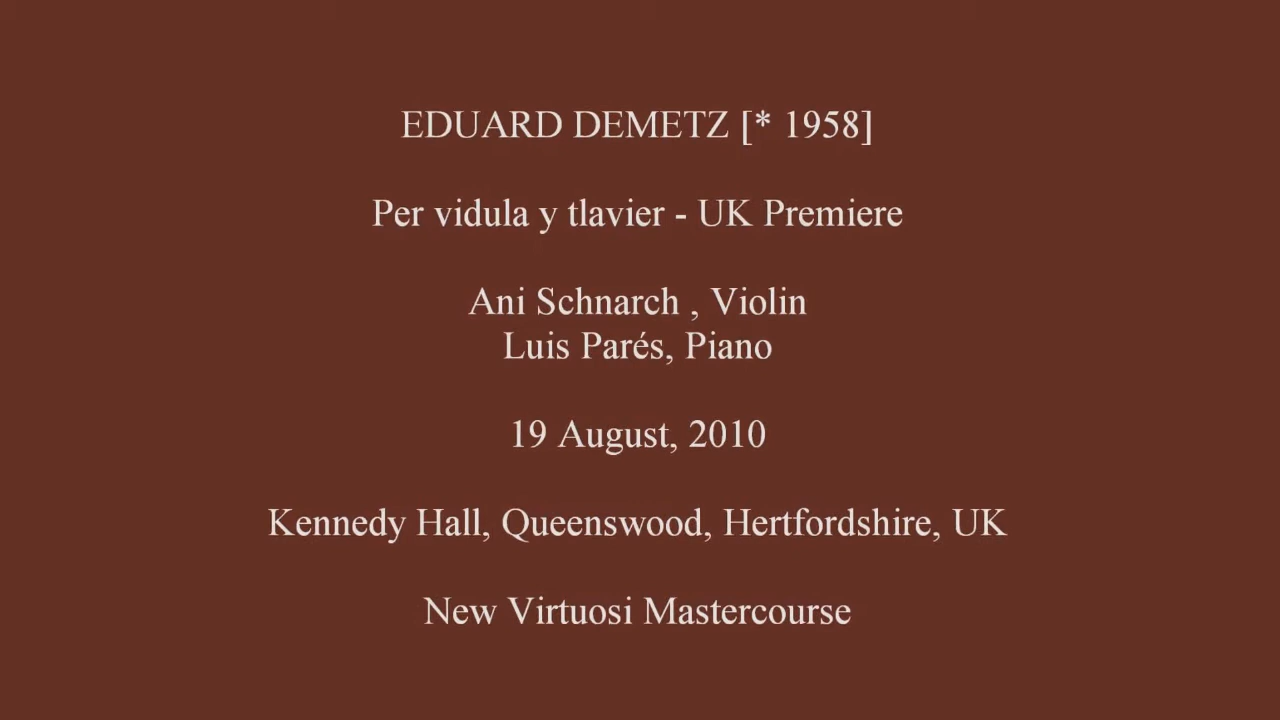 EDUARD DEMETZ [* 1958]
Per vidula y tlavier - UK Premiere
Ani Schnarch , Violin
Luis Parés, Piano
19 August, 2010
Kennedy Hall, Queenswood, Hertfordshire, UK
New Virtuosi Mastercourse